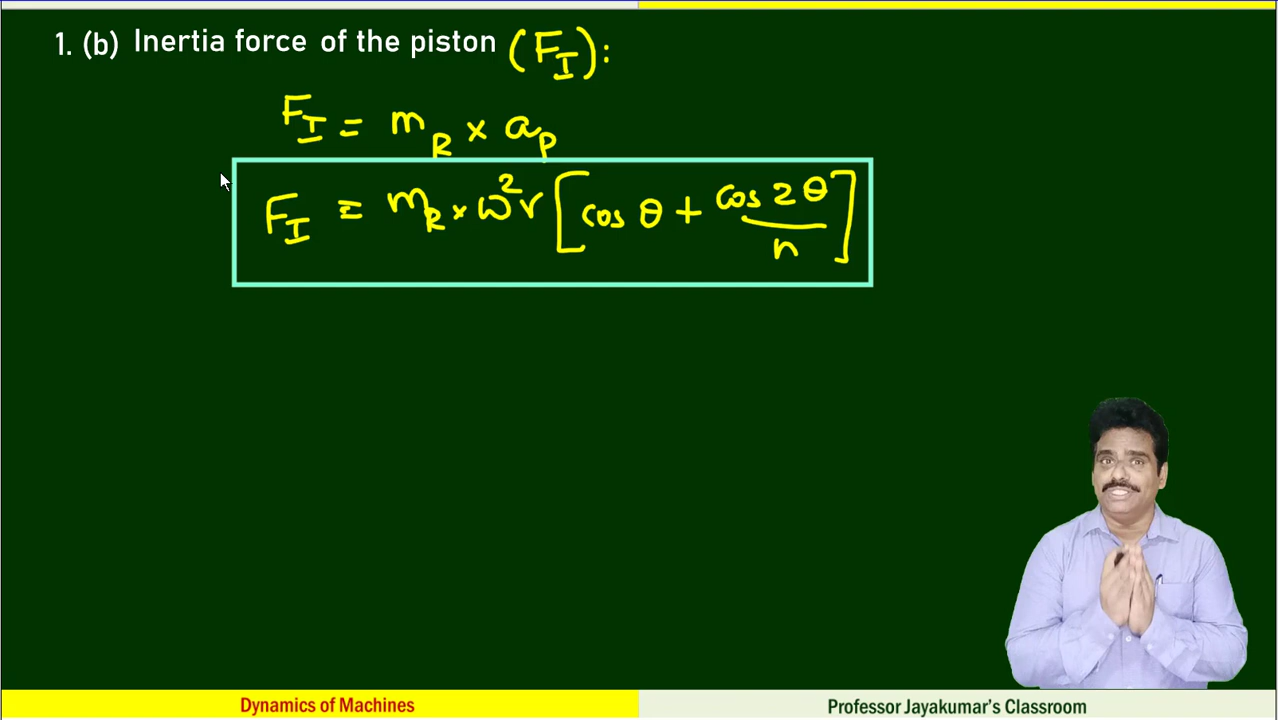 1. (b) Inertia force of the piston (F_I):
F_I = m_R × a_p
F_I = m_R × ω²r [cos θ + cos 2θ/n]
Dynamics of Machines
Professor Jayakumar's Classroom